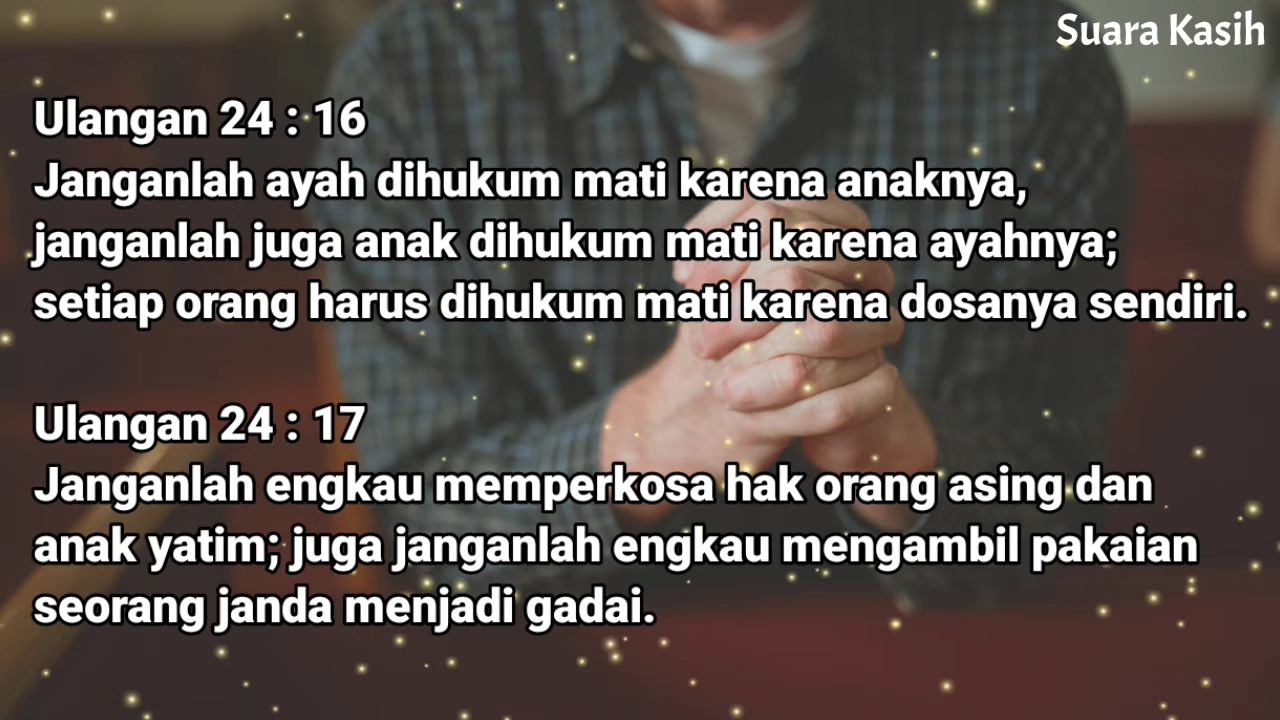 Suara Kasih
Ulangan 24 : 16
Janganlah ayah dihukum mati karena anaknya,
janganlah juga anak dihukum mati karena ayahnya;
setiap orang harus dihukum mati karena dosanya sendiri.
Ulangan 24 : 17
Janganlah engkau memperkosa hak orang asing dan
anak yatim; juga janganlah engkau mengambil pakaian
seorang janda menjadi gadai.